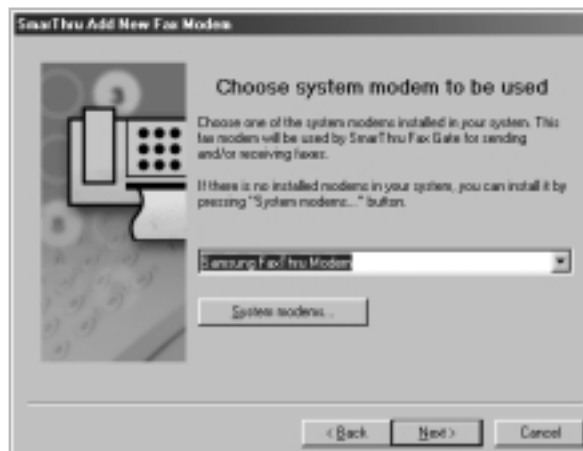 SmarThru Add New Fax Modem
Choose system modem to be used
Choose one of the system modems installed in your system. This
fax modem will be used by SmarThru Fax Gate for sending
and/or receiving faxes.
If there is no installed modems in your system, you can install it by
pressing "System modems..." button.
Samsung FaxThru Modem
System modems...
< Back
Next >
Cancel